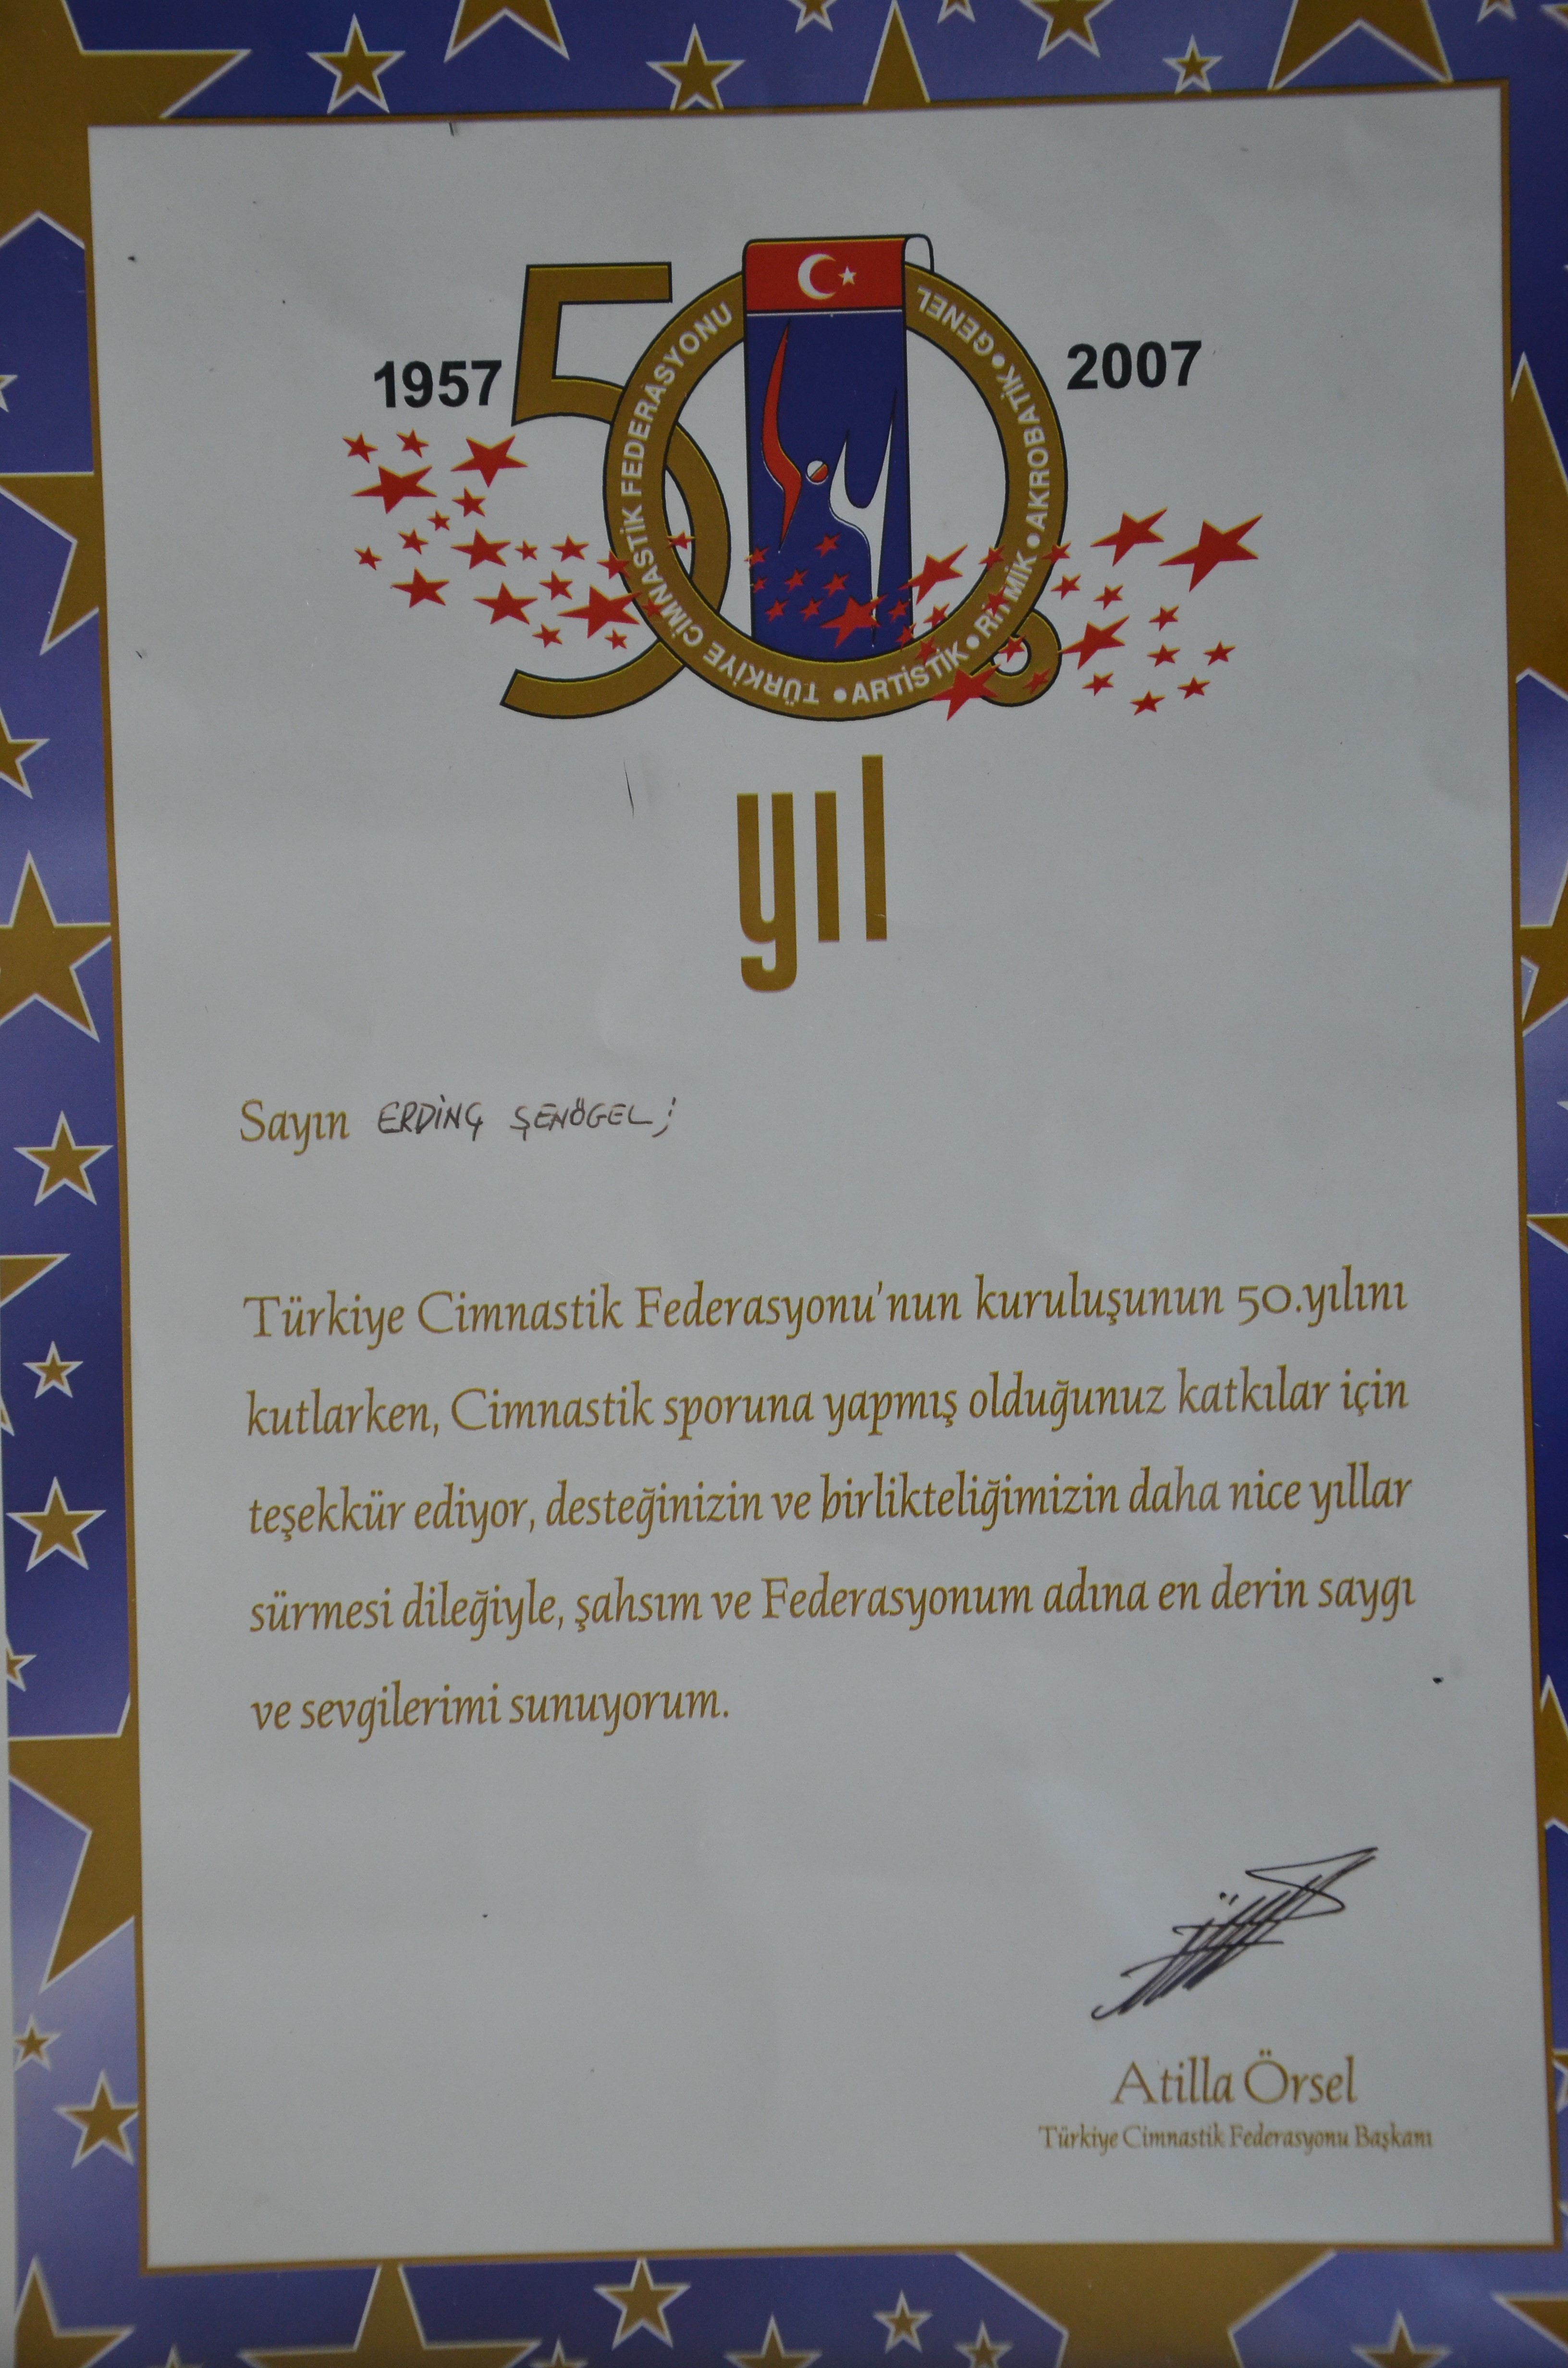 1957
50.
2007
TÜRKİYE CİMNASTİK FEDERASYONU
• ARTİSTİK • RİTMİK • AKROBATİK • GENEL
yıl
Sayın ERDİNÇ ŞENÖGEL;
Türkiye Cimnastik Federasyonu'nun kuruluşunun 50.yılını
kutlarken, Cimnastik sporuna yapmış olduğunuz katkılar için
teşekkür ediyor, desteğinizin ve birlikteliğimizin daha nice yıllar
sürmesi dileğiyle, şahsım ve Federasyonum adına en derin saygı
ve sevgilerimi sunuyorum.
Atilla Örsel
Türkiye Cimnastik Federasyonu Başkanı